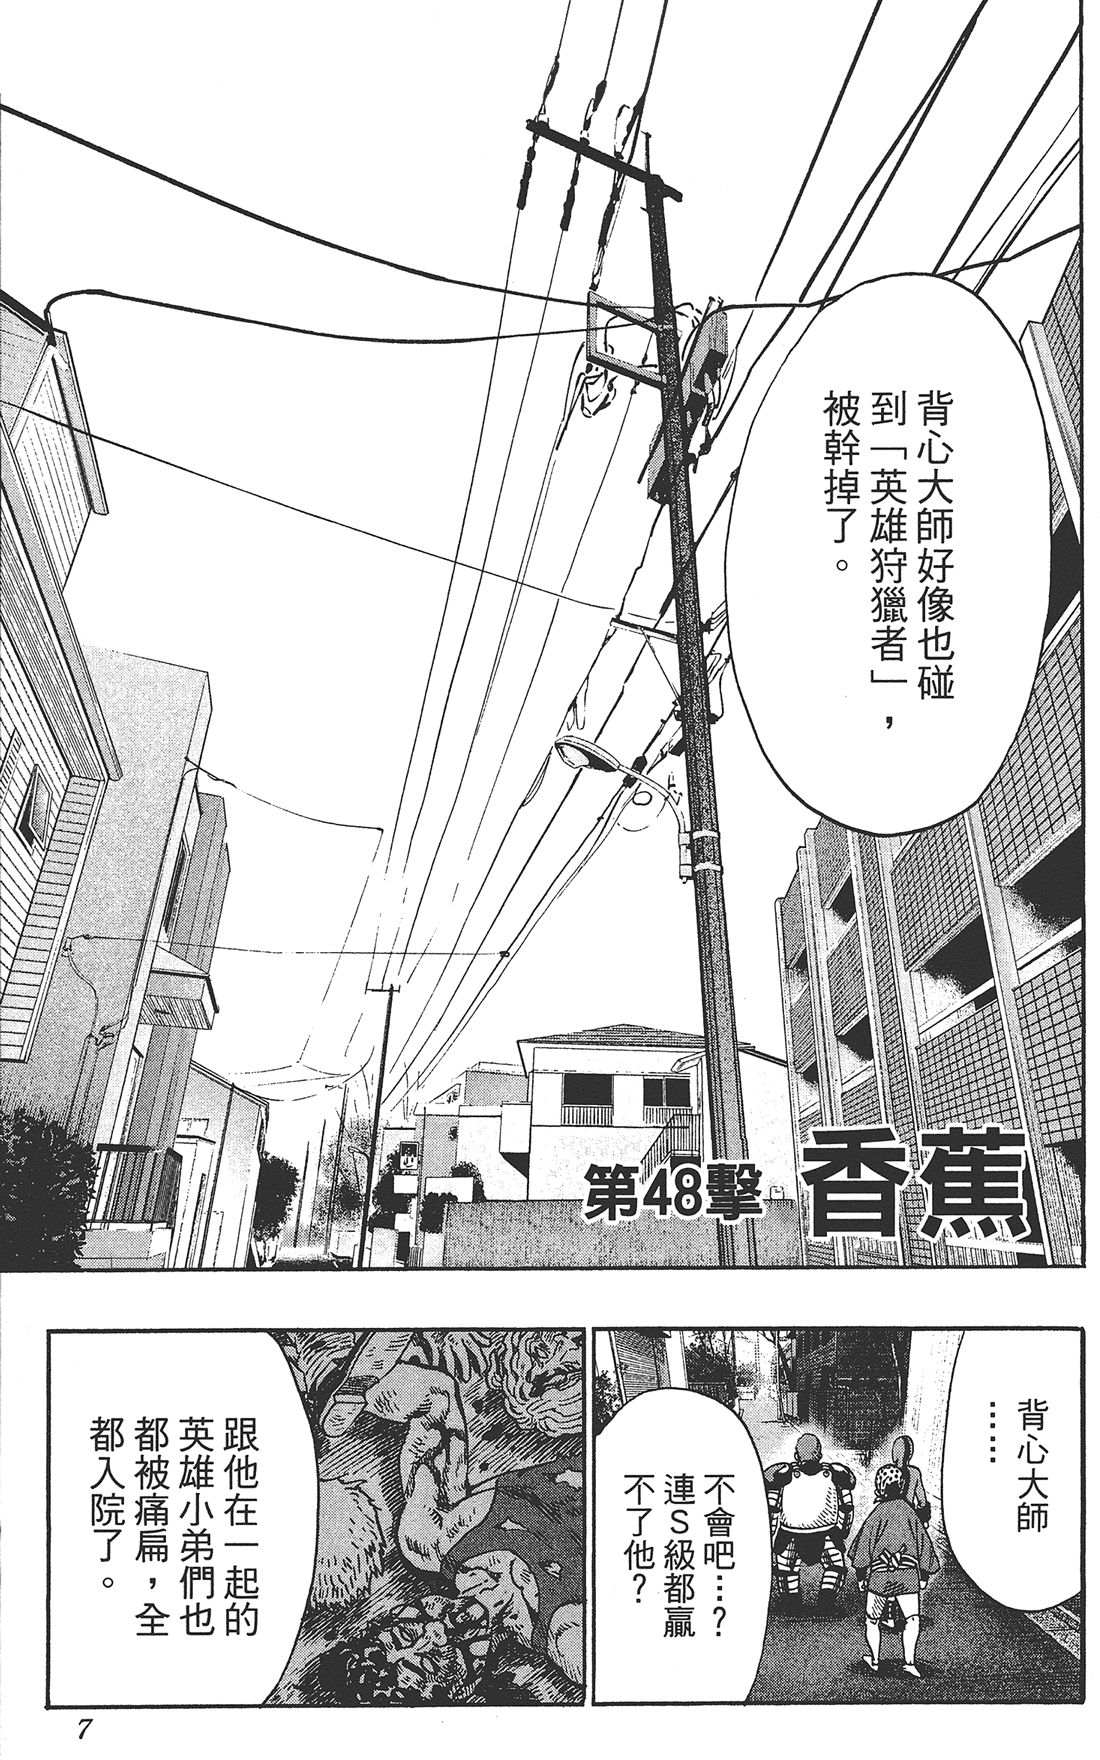 背心大師好像也碰
到「英雄狩獵者」，
被幹掉了。
第48擊
香蕉
背心大師
……
不會吧…？
連S級都贏
不了他？
跟他在一起的
英雄小弟們也
都被痛扁，全
都入院了。
7